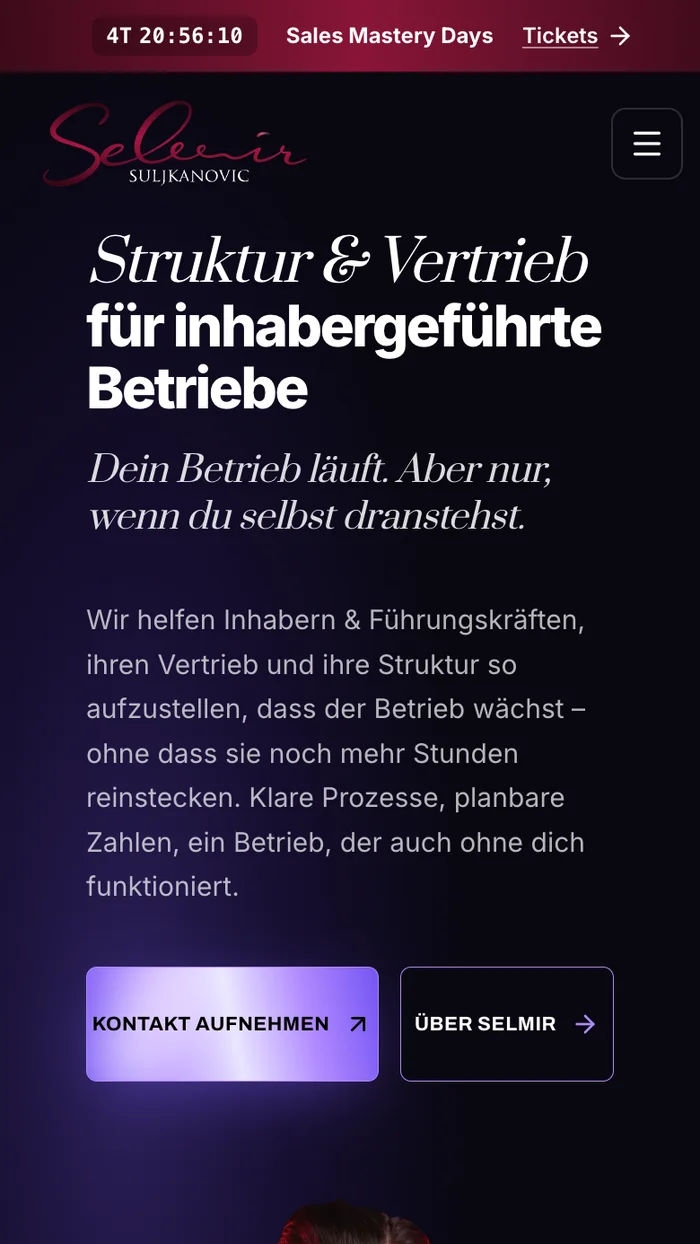 4T 20:56:10 Sales Mastery Days Tickets →
Selmir
SULJKANOVIC
Struktur & Vertrieb
für inhabergeführte
Betriebe
Dein Betrieb läuft. Aber nur,
wenn du selbst dranstehst.
Wir helfen Inhabern & Führungskräften,
ihren Vertrieb und ihre Struktur so
aufzustellen, dass der Betrieb wächst –
ohne dass sie noch mehr Stunden
reinstecken. Klare Prozesse, planbare
Zahlen, ein Betrieb, der auch ohne dich
funktioniert.
KONTAKT AUFNEHMEN ↗
ÜBER SELMIR →